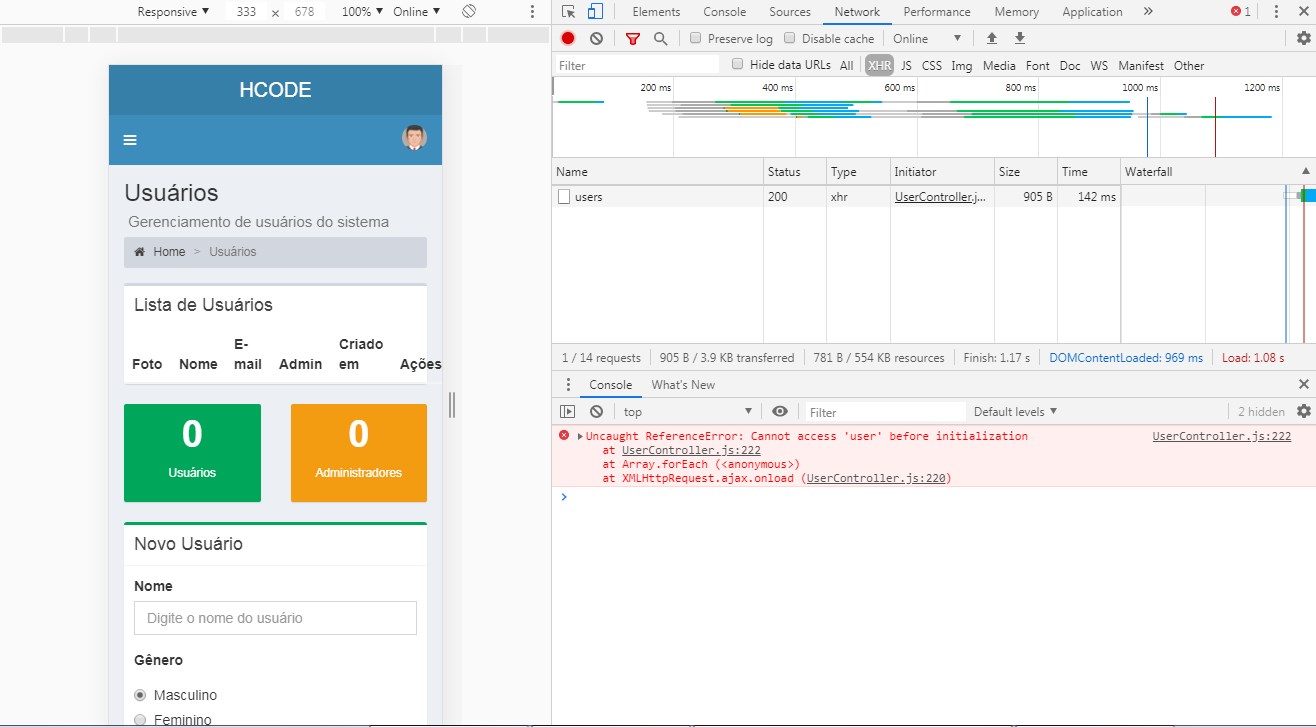 Responsive ▼ 333 × 678 100% ▼ Online ▼
HCODE
Usuários
Gerenciamento de usuários do sistema
Home > Usuários
Lista de Usuários
Foto Nome E-mail Admin Criado em Ações
0
Usuários
0
Administradores
Novo Usuário
Nome
Digite o nome do usuário
Gênero
Masculino
Feminino
Elements Console Sources Network Performance Memory Application » 1
Preserve log Disable cache Online ▼
Filter Hide data URLs All XHR JS CSS Img Media Font Doc WS Manifest Other
200 ms 400 ms 600 ms 800 ms 1000 ms 1200 ms
Name Status Type Initiator Size Time Waterfall
users 200 xhr UserController.j... 905 B 142 ms
1 / 14 requests 905 B / 3.9 KB transferred 781 B / 554 KB resources Finish: 1.17 s DOMContentLoaded: 969 ms Load: 1.08 s
Console What's New
top ▼ Filter Default levels ▼ 2 hidden
Uncaught ReferenceError: Cannot access 'user' before initialization UserController.js:222
at UserController.js:222
at Array.forEach (<anonymous>)
at XMLHttpRequest.ajax.onload (UserController.js:220)